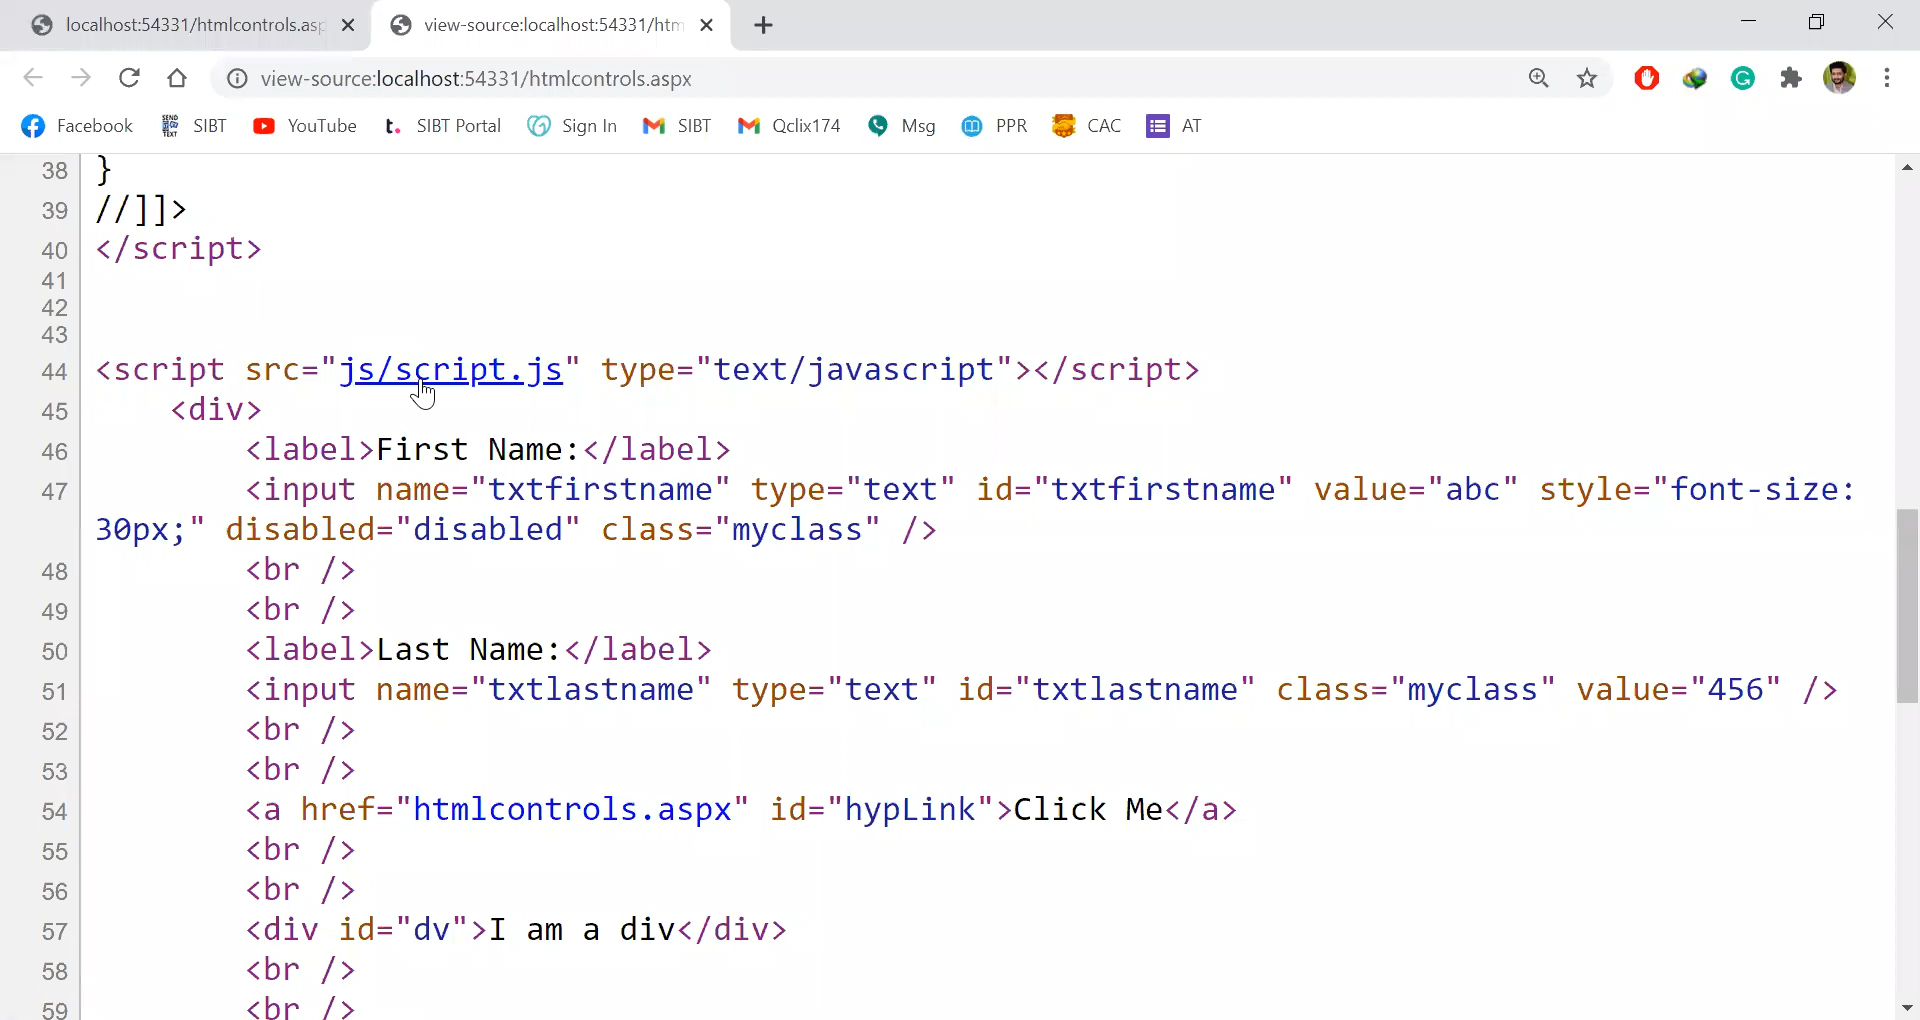 localhost:54331/htmlcontrols.asp
view-source:localhost:54331/htm
view-source:localhost:54331/htmlcontrols.aspx
Facebook SEND TEXT SIBT YouTube t. SIBT Portal Sign In SIBT Qclix174 Msg PPR CAC AT
38 }
39 //]]>
40 </script>
41
42
43
44 <script src="js/script.js" type="text/javascript"></script>
45 <div>
46 <label>First Name:</label>
47 <input name="txtfirstname" type="text" id="txtfirstname" value="abc" style="font-size:
30px;" disabled="disabled" class="myclass" />
48 <br />
49 <br />
50 <label>Last Name:</label>
51 <input name="txtlastname" type="text" id="txtlastname" class="myclass" value="456" />
52 <br />
53 <br />
54 <a href="htmlcontrols.aspx" id="hypLink">Click Me</a>
55 <br />
56 <br />
57 <div id="dv">I am a div</div>
58 <br />
59 <br />